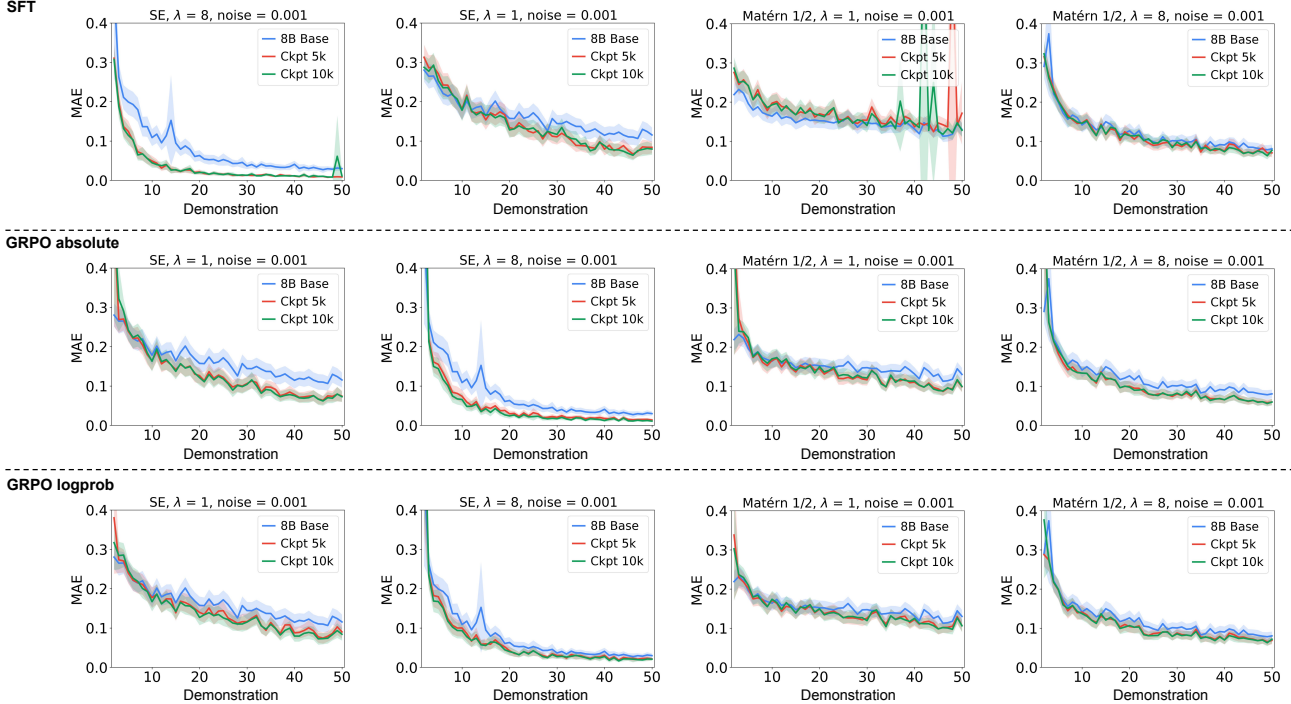 SFT
SE, λ = 8, noise = 0.001
MAE
0.4
0.3
0.2
0.1
0.0
10 20 30 40 50
Demonstration
8B Base
Ckpt 5k
Ckpt 10k
SE, λ = 1, noise = 0.001
MAE
0.4
0.3
0.2
0.1
0.0
10 20 30 40 50
Demonstration
8B Base
Ckpt 5k
Ckpt 10k
Matérn 1/2, λ = 1, noise = 0.001
MAE
0.4
0.3
0.2
0.1
0.0
10 20 30 40 50
Demonstration
8B Base
Ckpt 5k
Ckpt 10k
Matérn 1/2, λ = 8, noise = 0.001
MAE
0.4
0.3
0.2
0.1
0.0
10 20 30 40 50
Demonstration
8B Base
Ckpt 5k
Ckpt 10k
GRPO absolute
SE, λ = 1, noise = 0.001
MAE
0.4
0.3
0.2
0.1
0.0
10 20 30 40 50
Demonstration
8B Base
Ckpt 5k
Ckpt 10k
SE, λ = 8, noise = 0.001
MAE
0.4
0.3
0.2
0.1
0.0
10 20 30 40 50
Demonstration
8B Base
Ckpt 5k
Ckpt 10k
Matérn 1/2, λ = 1, noise = 0.001
MAE
0.4
0.3
0.2
0.1
0.0
10 20 30 40 50
Demonstration
8B Base
Ckpt 5k
Ckpt 10k
Matérn 1/2, λ = 8, noise = 0.001
MAE
0.4
0.3
0.2
0.1
0.0
10 20 30 40 50
Demonstration
8B Base
Ckpt 5k
Ckpt 10k
GRPO logprob
SE, λ = 1, noise = 0.001
MAE
0.4
0.3
0.2
0.1
0.0
10 20 30 40 50
Demonstration
8B Base
Ckpt 5k
Ckpt 10k
SE, λ = 8, noise = 0.001
MAE
0.4
0.3
0.2
0.1
0.0
10 20 30 40 50
Demonstration
8B Base
Ckpt 5k
Ckpt 10k
Matérn 1/2, λ = 1, noise = 0.001
MAE
0.4
0.3
0.2
0.1
0.0
10 20 30 40 50
Demonstration
8B Base
Ckpt 5k
Ckpt 10k
Matérn 1/2, λ = 8, noise = 0.001
MAE
0.4
0.3
0.2
0.1
0.0
10 20 30 40 50
Demonstration
8B Base
Ckpt 5k
Ckpt 10k